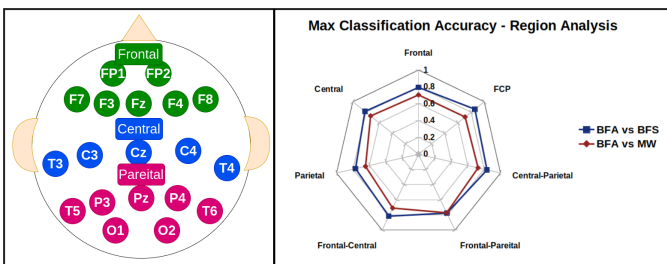 Frontal
FP1 FP2
F7 F3 Fz F4 F8
Central
T3 C3 Cz C4 T4
Pareital
T5 P3 Pz P4 T6
O1 O2
Max Classification Accuracy - Region Analysis
Frontal
1
0.8
0.6
0.4
0.2
0
FCP
Central-Parietal
Frontal-Pareital
Frontal-Central
Parietal
Central
BFA vs BFS
BFA vs MW